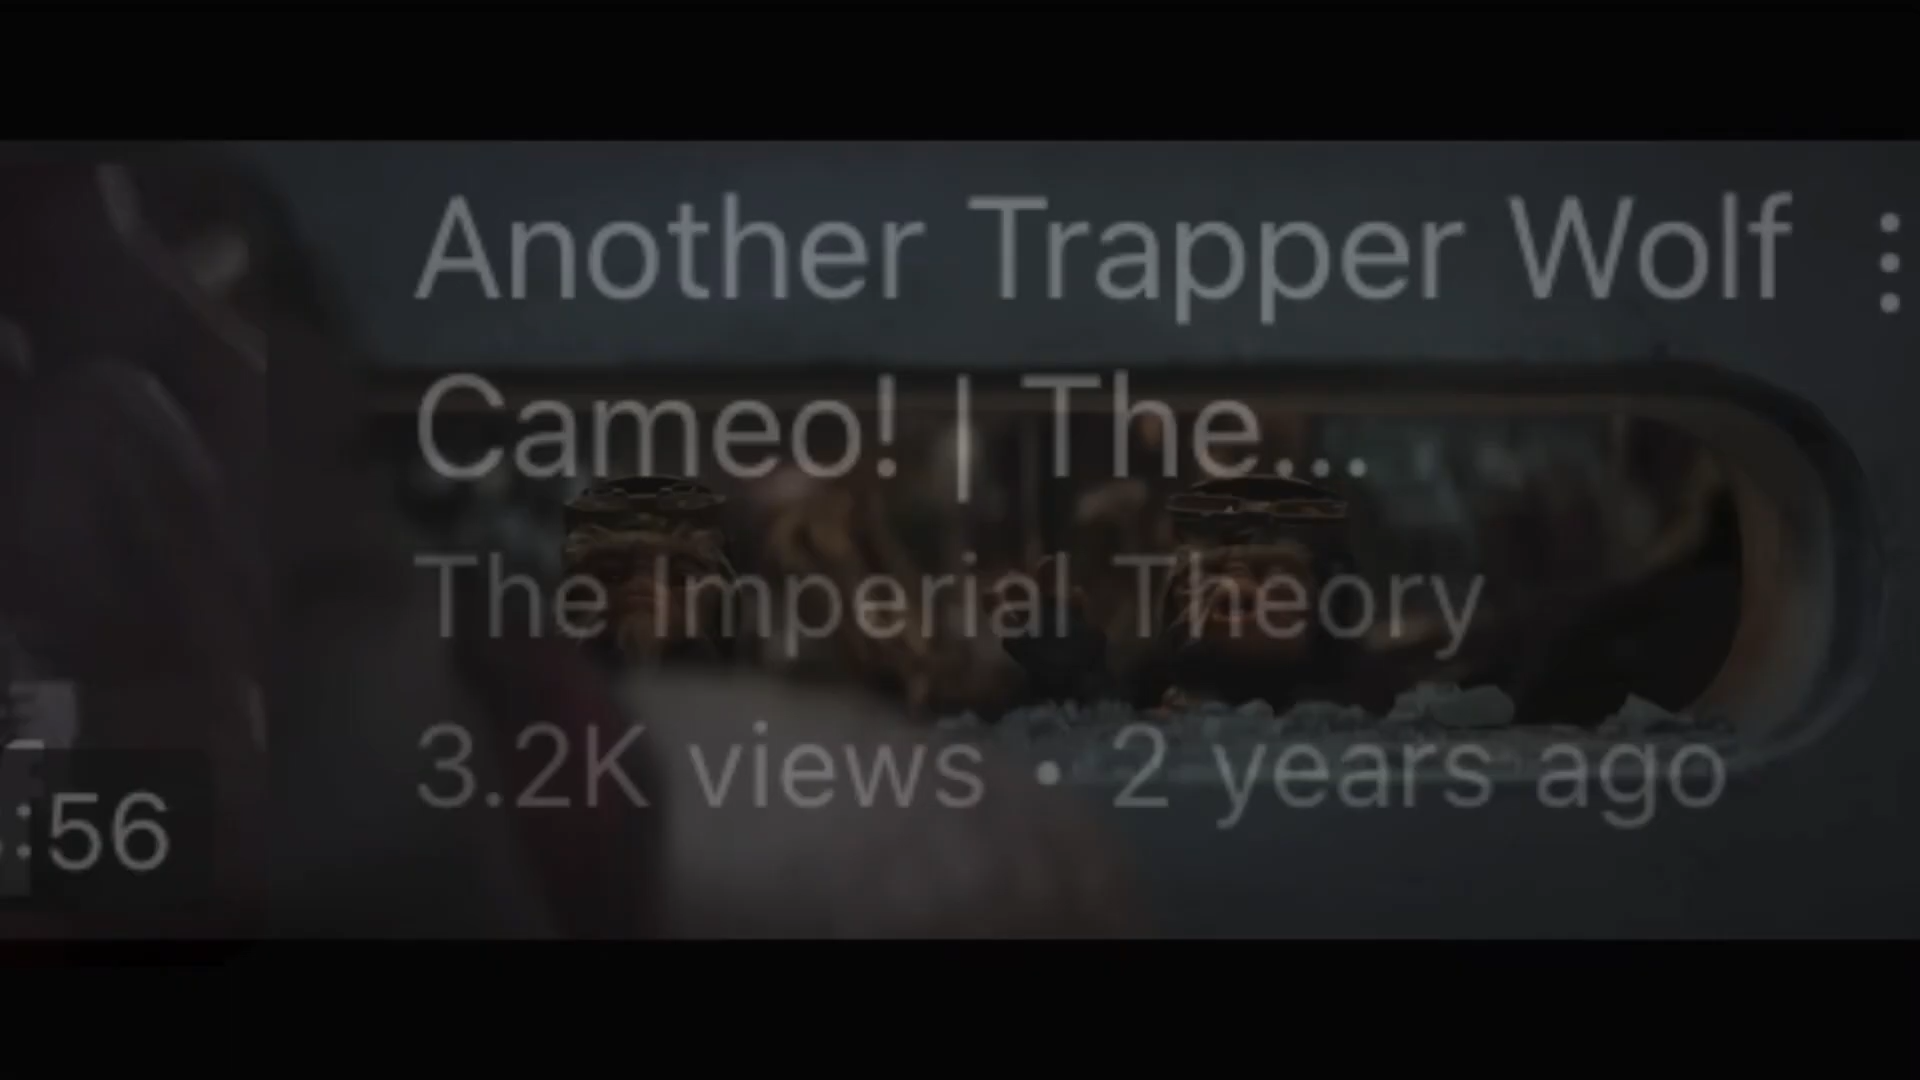 Another Trapper Wolf
Cameo! | The...
The Imperial Theory
3.2K views • 2 years ago
:56